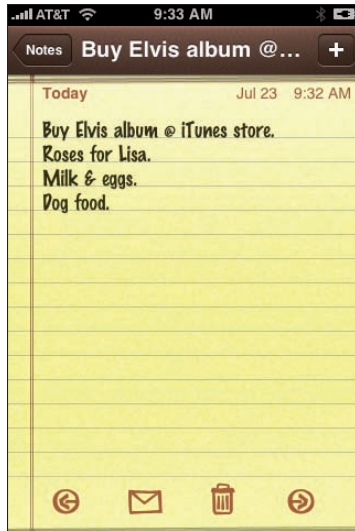 AT&T 9:33 AM
Notes Buy Elvis album @... +
Today Jul 23 9:32 AM
Buy Elvis album @ iTunes store.
Roses for Lisa.
Milk & eggs.
Dog food.